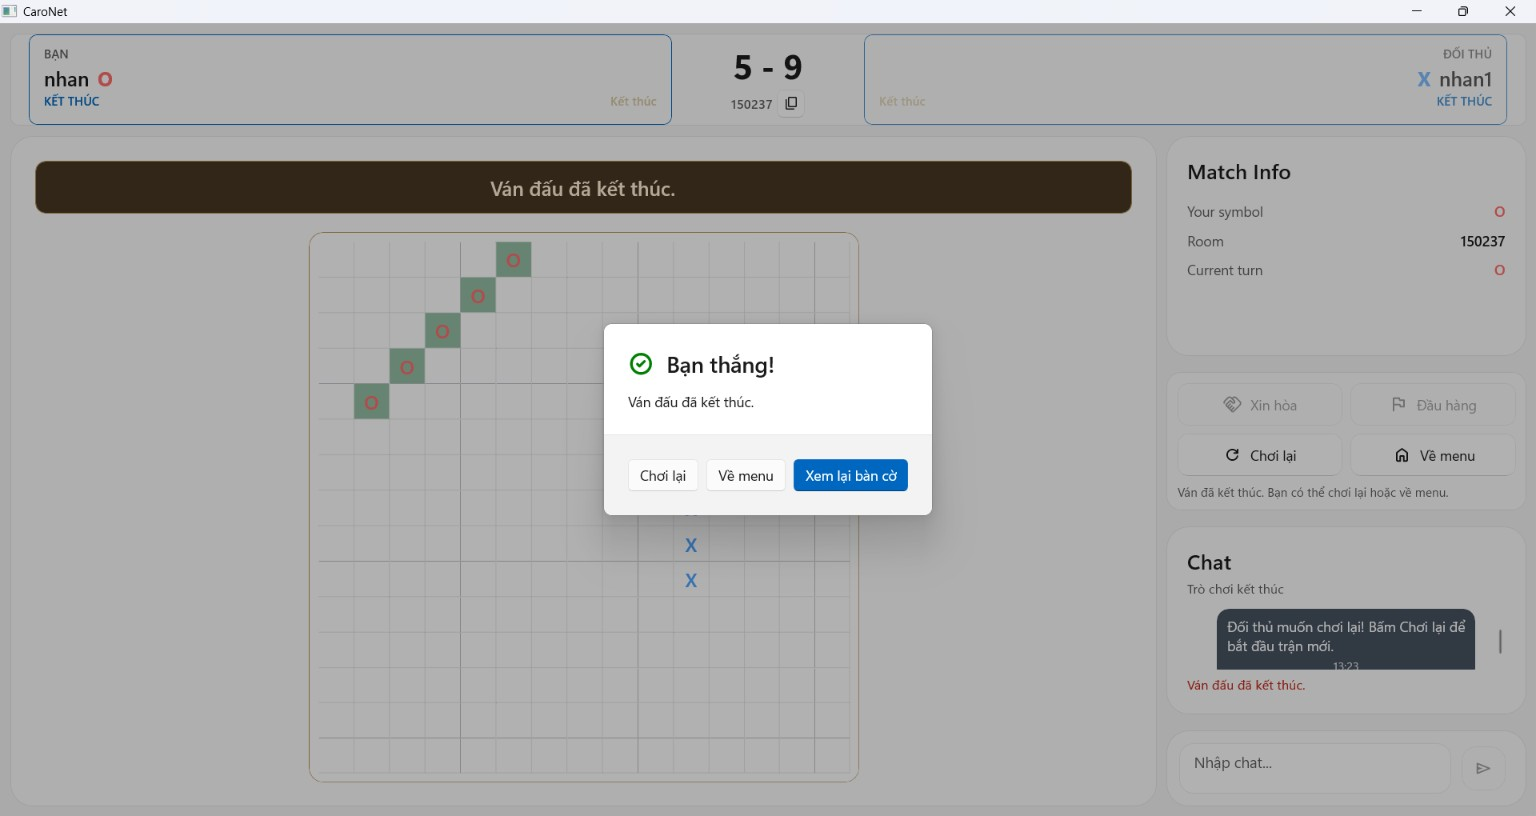 CaroNet
BẠN
nhan O
KẾT THÚC
Kết thúc
5 - 9
150237
ĐỐI THỦ
X nhan1
Kết thúc
KẾT THÚC
Ván đấu đã kết thúc.
O
O
O
O
O
X
X
Bạn thắng!
Ván đấu đã kết thúc.
Chơi lại
Về menu
Xem lại bàn cờ
Match Info
Your symbol O
Room 150237
Current turn O
Xin hòa
Đầu hàng
Chơi lại
Về menu
Ván đã kết thúc. Bạn có thể chơi lại hoặc về menu.
Chat
Trò chơi kết thúc
Đối thủ muốn chơi lại! Bấm Chơi lại để
bắt đầu trận mới.
13:23
Ván đấu đã kết thúc.
Nhập chat...